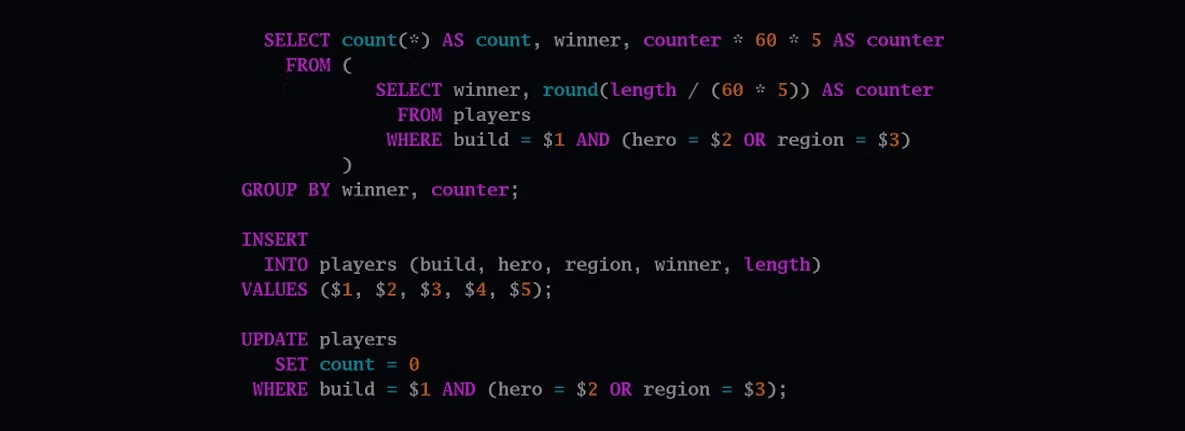 SELECT count(*) AS count, winner, counter * 60 * 5 AS counter
FROM (
SELECT winner, round(length / (60 * 5)) AS counter
FROM players
WHERE build = $1 AND (hero = $2 OR region = $3)
)
GROUP BY winner, counter;
INSERT
INTO players (build, hero, region, winner, length)
VALUES ($1, $2, $3, $4, $5);
UPDATE players
SET count = 0
WHERE build = $1 AND (hero = $2 OR region = $3);